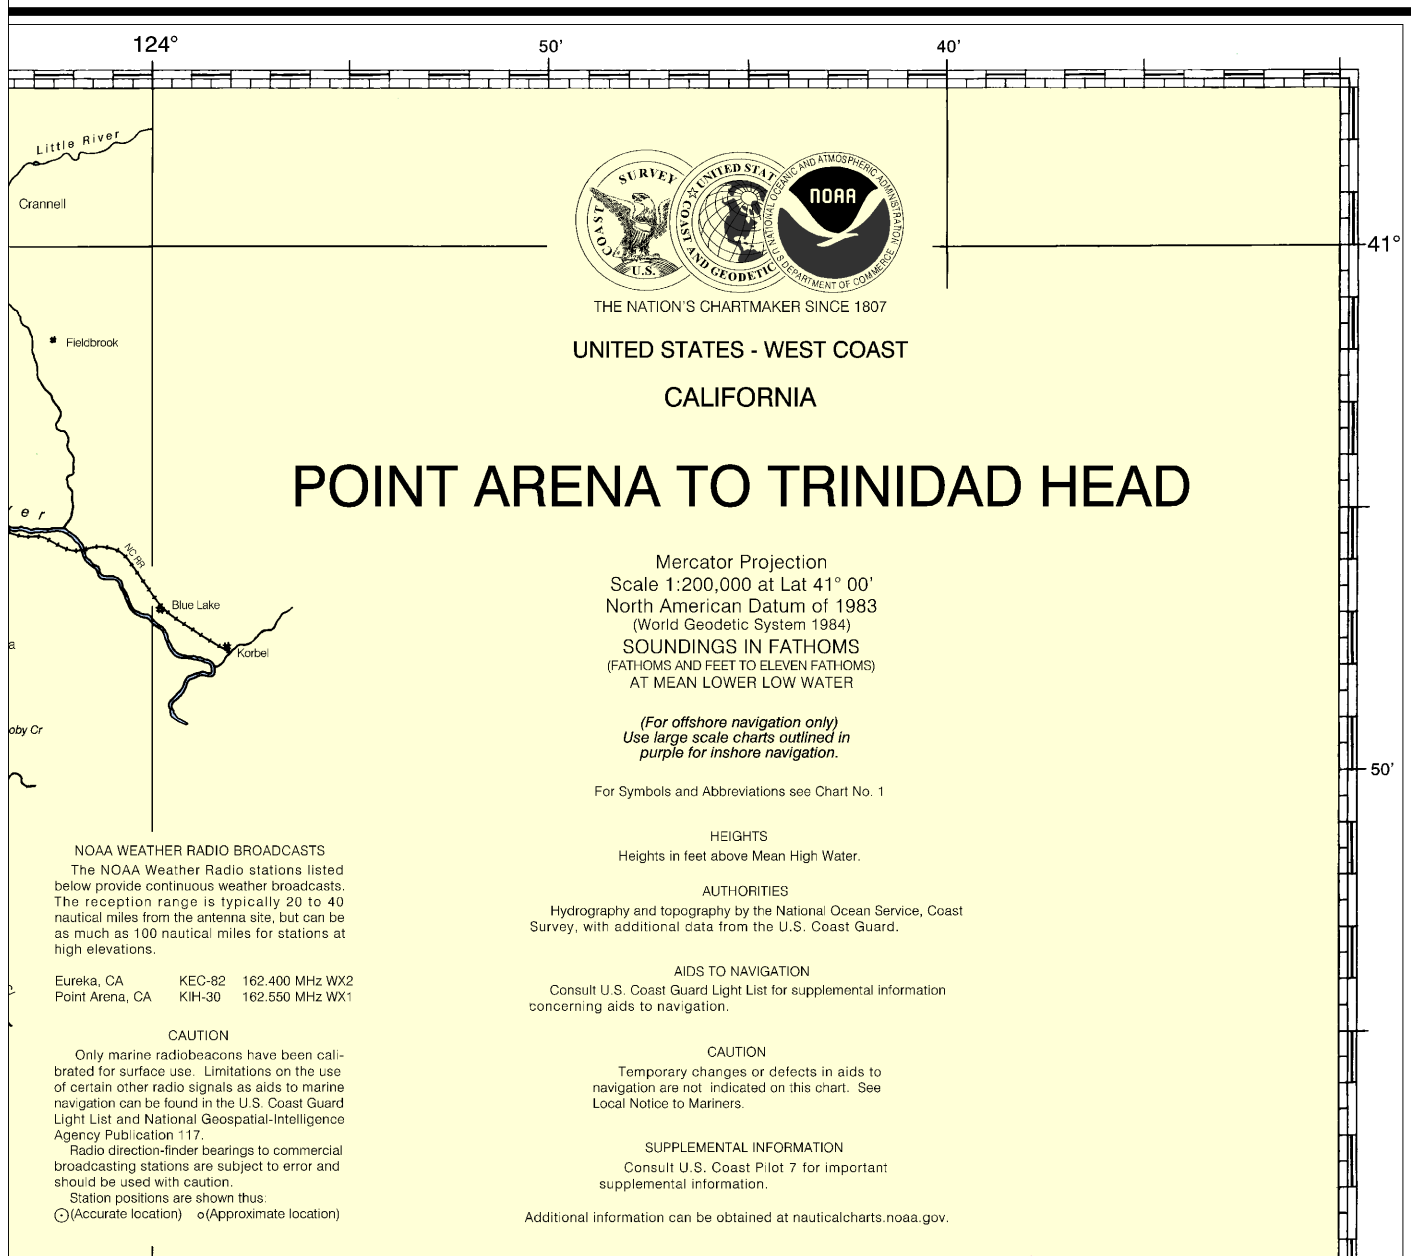 124°
50'
40'
Little River
Crannell
COAST SURVEY
U.S.
UNITED STAT
COAST AND GEODETIC
NATIONAL OCEANIC AND ATMOSPHERIC ADMINISTRATION
NOAA
U.S. DEPARTMENT OF COMMERCE
41°
THE NATION'S CHARTMAKER SINCE 1807
Fieldbrook
UNITED STATES - WEST COAST
CALIFORNIA
POINT ARENA TO TRINIDAD HEAD
er
NC RR
Mercator Projection
Scale 1:200,000 at Lat 41° 00'
North American Datum of 1983
(World Geodetic System 1984)
SOUNDINGS IN FATHOMS
(FATHOMS AND FEET TO ELEVEN FATHOMS)
AT MEAN LOWER LOW WATER
Blue Lake
a
Korbel
oby Cr
(For offshore navigation only)
Use large scale charts outlined in
purple for inshore navigation.
50'
For Symbols and Abbreviations see Chart No. 1
HEIGHTS
Heights in feet above Mean High Water.
AUTHORITIES
Hydrography and topography by the National Ocean Service, Coast
Survey, with additional data from the U.S. Coast Guard.
AIDS TO NAVIGATION
Consult U.S. Coast Guard Light List for supplemental information
concerning aids to navigation.
CAUTION
Temporary changes or defects in aids to
navigation are not indicated on this chart. See
Local Notice to Mariners.
SUPPLEMENTAL INFORMATION
Consult U.S. Coast Pilot 7 for important
supplemental information.
Additional information can be obtained at nauticalcharts.noaa.gov.
NOAA WEATHER RADIO BROADCASTS
The NOAA Weather Radio stations listed
below provide continuous weather broadcasts.
The reception range is typically 20 to 40
nautical miles from the antenna site, but can be
as much as 100 nautical miles for stations at
high elevations.
Eureka, CA KEC-82 162.400 MHz WX2
Point Arena, CA KIH-30 162.550 MHz WX1
CAUTION
Only marine radiobeacons have been cali-
brated for surface use. Limitations on the use
of certain other radio signals as aids to marine
navigation can be found in the U.S. Coast Guard
Light List and National Geospatial-Intelligence
Agency Publication 117.
Radio direction-finder bearings to commercial
broadcasting stations are subject to error and
should be used with caution.
Station positions are shown thus:
(Accurate location) o(Approximate location)